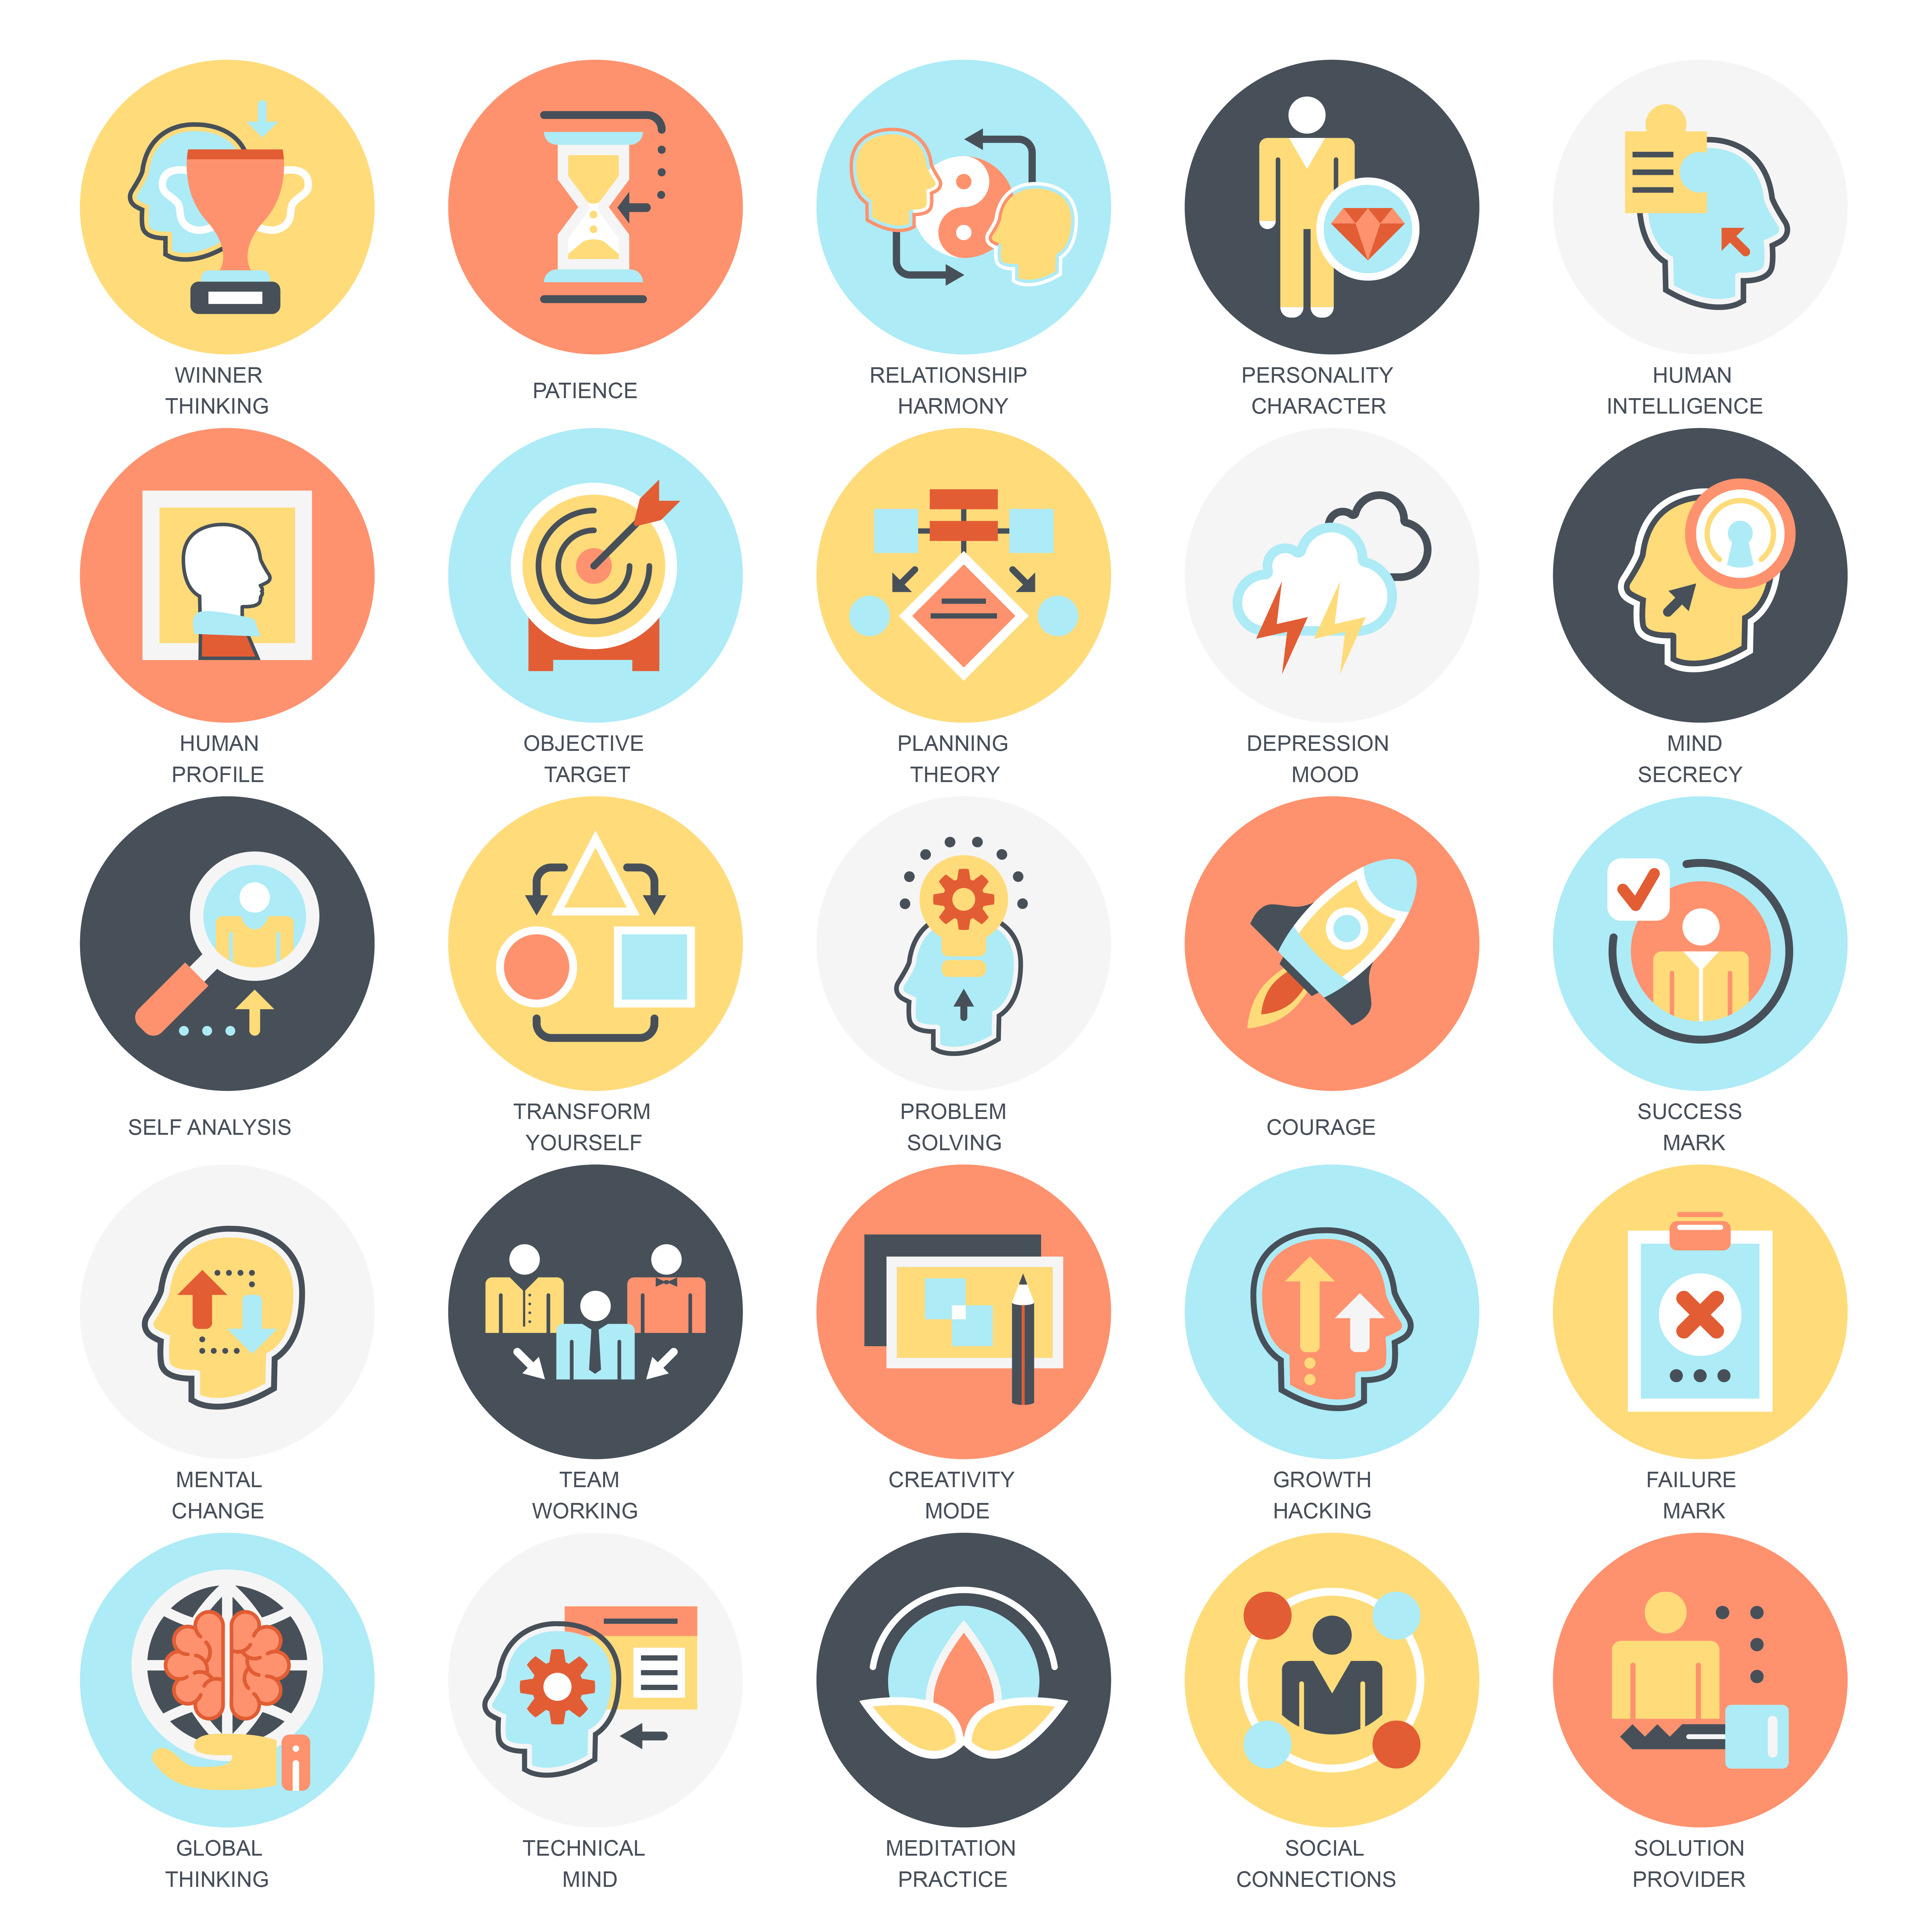 WINNER
THINKING
PATIENCE
RELATIONSHIP
HARMONY
PERSONALITY
CHARACTER
HUMAN
INTELLIGENCE
HUMAN
PROFILE
OBJECTIVE
TARGET
PLANNING
THEORY
DEPRESSION
MOOD
MIND
SECRECY
SELF ANALYSIS
TRANSFORM
YOURSELF
PROBLEM
SOLVING
COURAGE
SUCCESS
MARK
MENTAL
CHANGE
TEAM
WORKING
CREATIVITY
MODE
GROWTH
HACKING
FAILURE
MARK
GLOBAL
THINKING
TECHNICAL
MIND
MEDITATION
PRACTICE
SOCIAL
CONNECTIONS
SOLUTION
PROVIDER